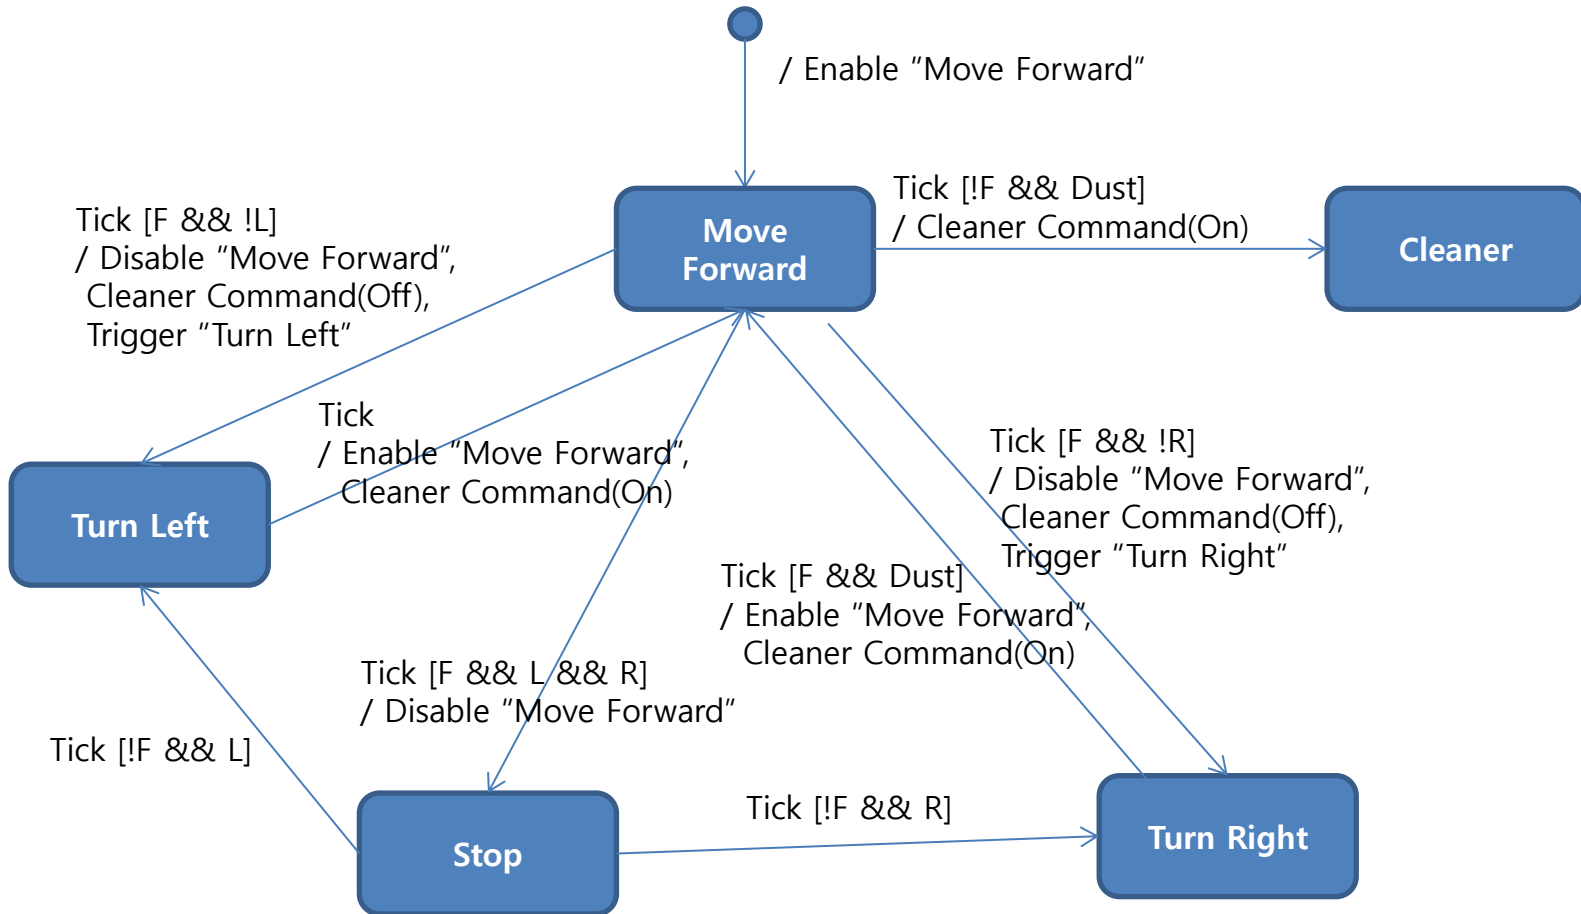 / Enable "Move Forward"
Tick [!F && Dust]
/ Cleaner Command(On)
Tick [F && !L]
/ Disable "Move Forward",
Cleaner Command(Off),
Trigger "Turn Left"
Move
Forward
Cleaner
Tick
/ Enable "Move Forward",
Cleaner Command(On)
Tick [F && !R]
/ Disable "Move Forward",
Cleaner Command(Off),
Trigger "Turn Right"
Turn Left
Tick [F && Dust]
/ Enable "Move Forward",
Cleaner Command(On)
Tick [F && L && R]
/ Disable "Move Forward"
Tick [!F && L]
Tick [!F && R]
Stop
Turn Right